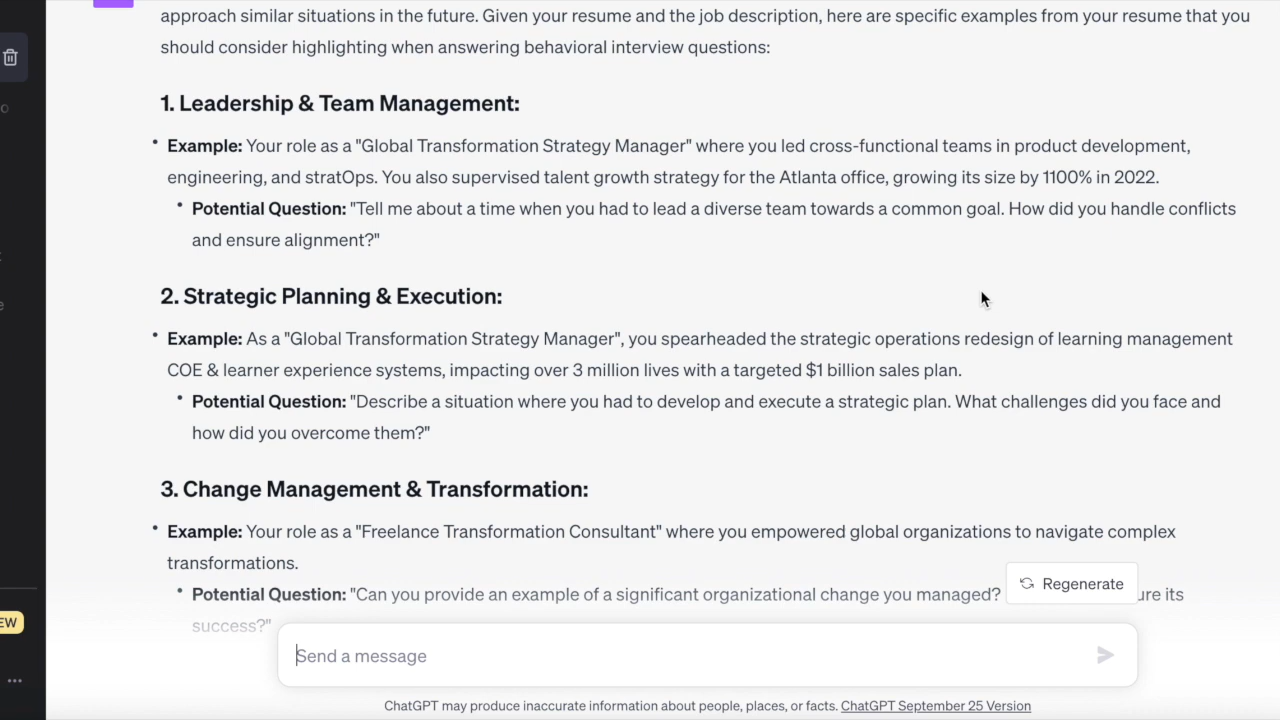 approach similar situations in the future. Given your resume and the job description, here are specific examples from your resume that you
should consider highlighting when answering behavioral interview questions:
1. Leadership & Team Management:
• Example: Your role as a "Global Transformation Strategy Manager" where you led cross-functional teams in product development,
engineering, and stratOps. You also supervised talent growth strategy for the Atlanta office, growing its size by 1100% in 2022.
• Potential Question: "Tell me about a time when you had to lead a diverse team towards a common goal. How did you handle conflicts
and ensure alignment?"
2. Strategic Planning & Execution:
• Example: As a "Global Transformation Strategy Manager", you spearheaded the strategic operations redesign of learning management
COE & learner experience systems, impacting over 3 million lives with a targeted $1 billion sales plan.
• Potential Question: "Describe a situation where you had to develop and execute a strategic plan. What challenges did you face and
how did you overcome them?"
3. Change Management & Transformation:
• Example: Your role as a "Freelance Transformation Consultant" where you empowered global organizations to navigate complex
transformations.
Regenerate
• Potential Question: "Can you provide an example of a significant organizational change you managed? its
success?"
EW
Send a message
ChatGPT may produce inaccurate information about people, places, or facts. ChatGPT September 25 Version